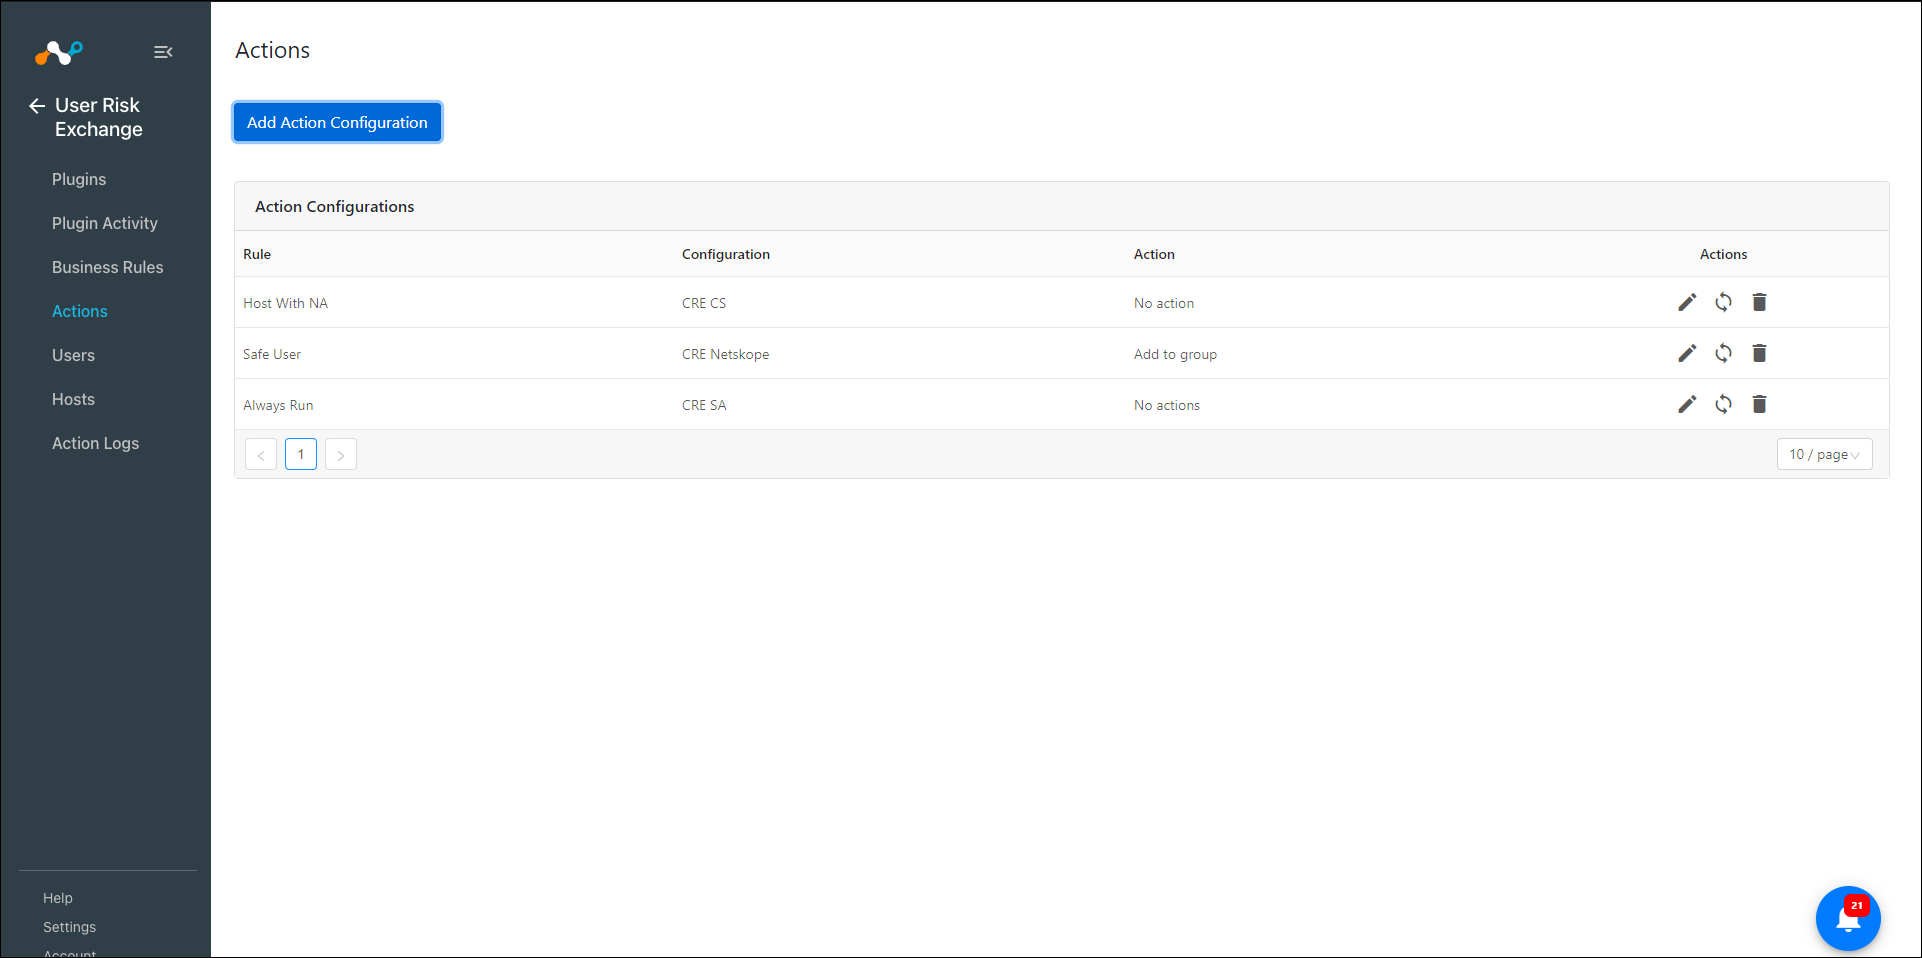 User Risk
Exchange
Plugins
Plugin Activity
Business Rules
Actions
Users
Hosts
Action Logs
Help
Settings
Account
Actions
Add Action Configuration
Action Configurations
Rule Configuration Action Actions
Host With NA CRE CS No action
Safe User CRE Netskope Add to group
Always Run CRE SA No actions
< 1 > 10 / page
21